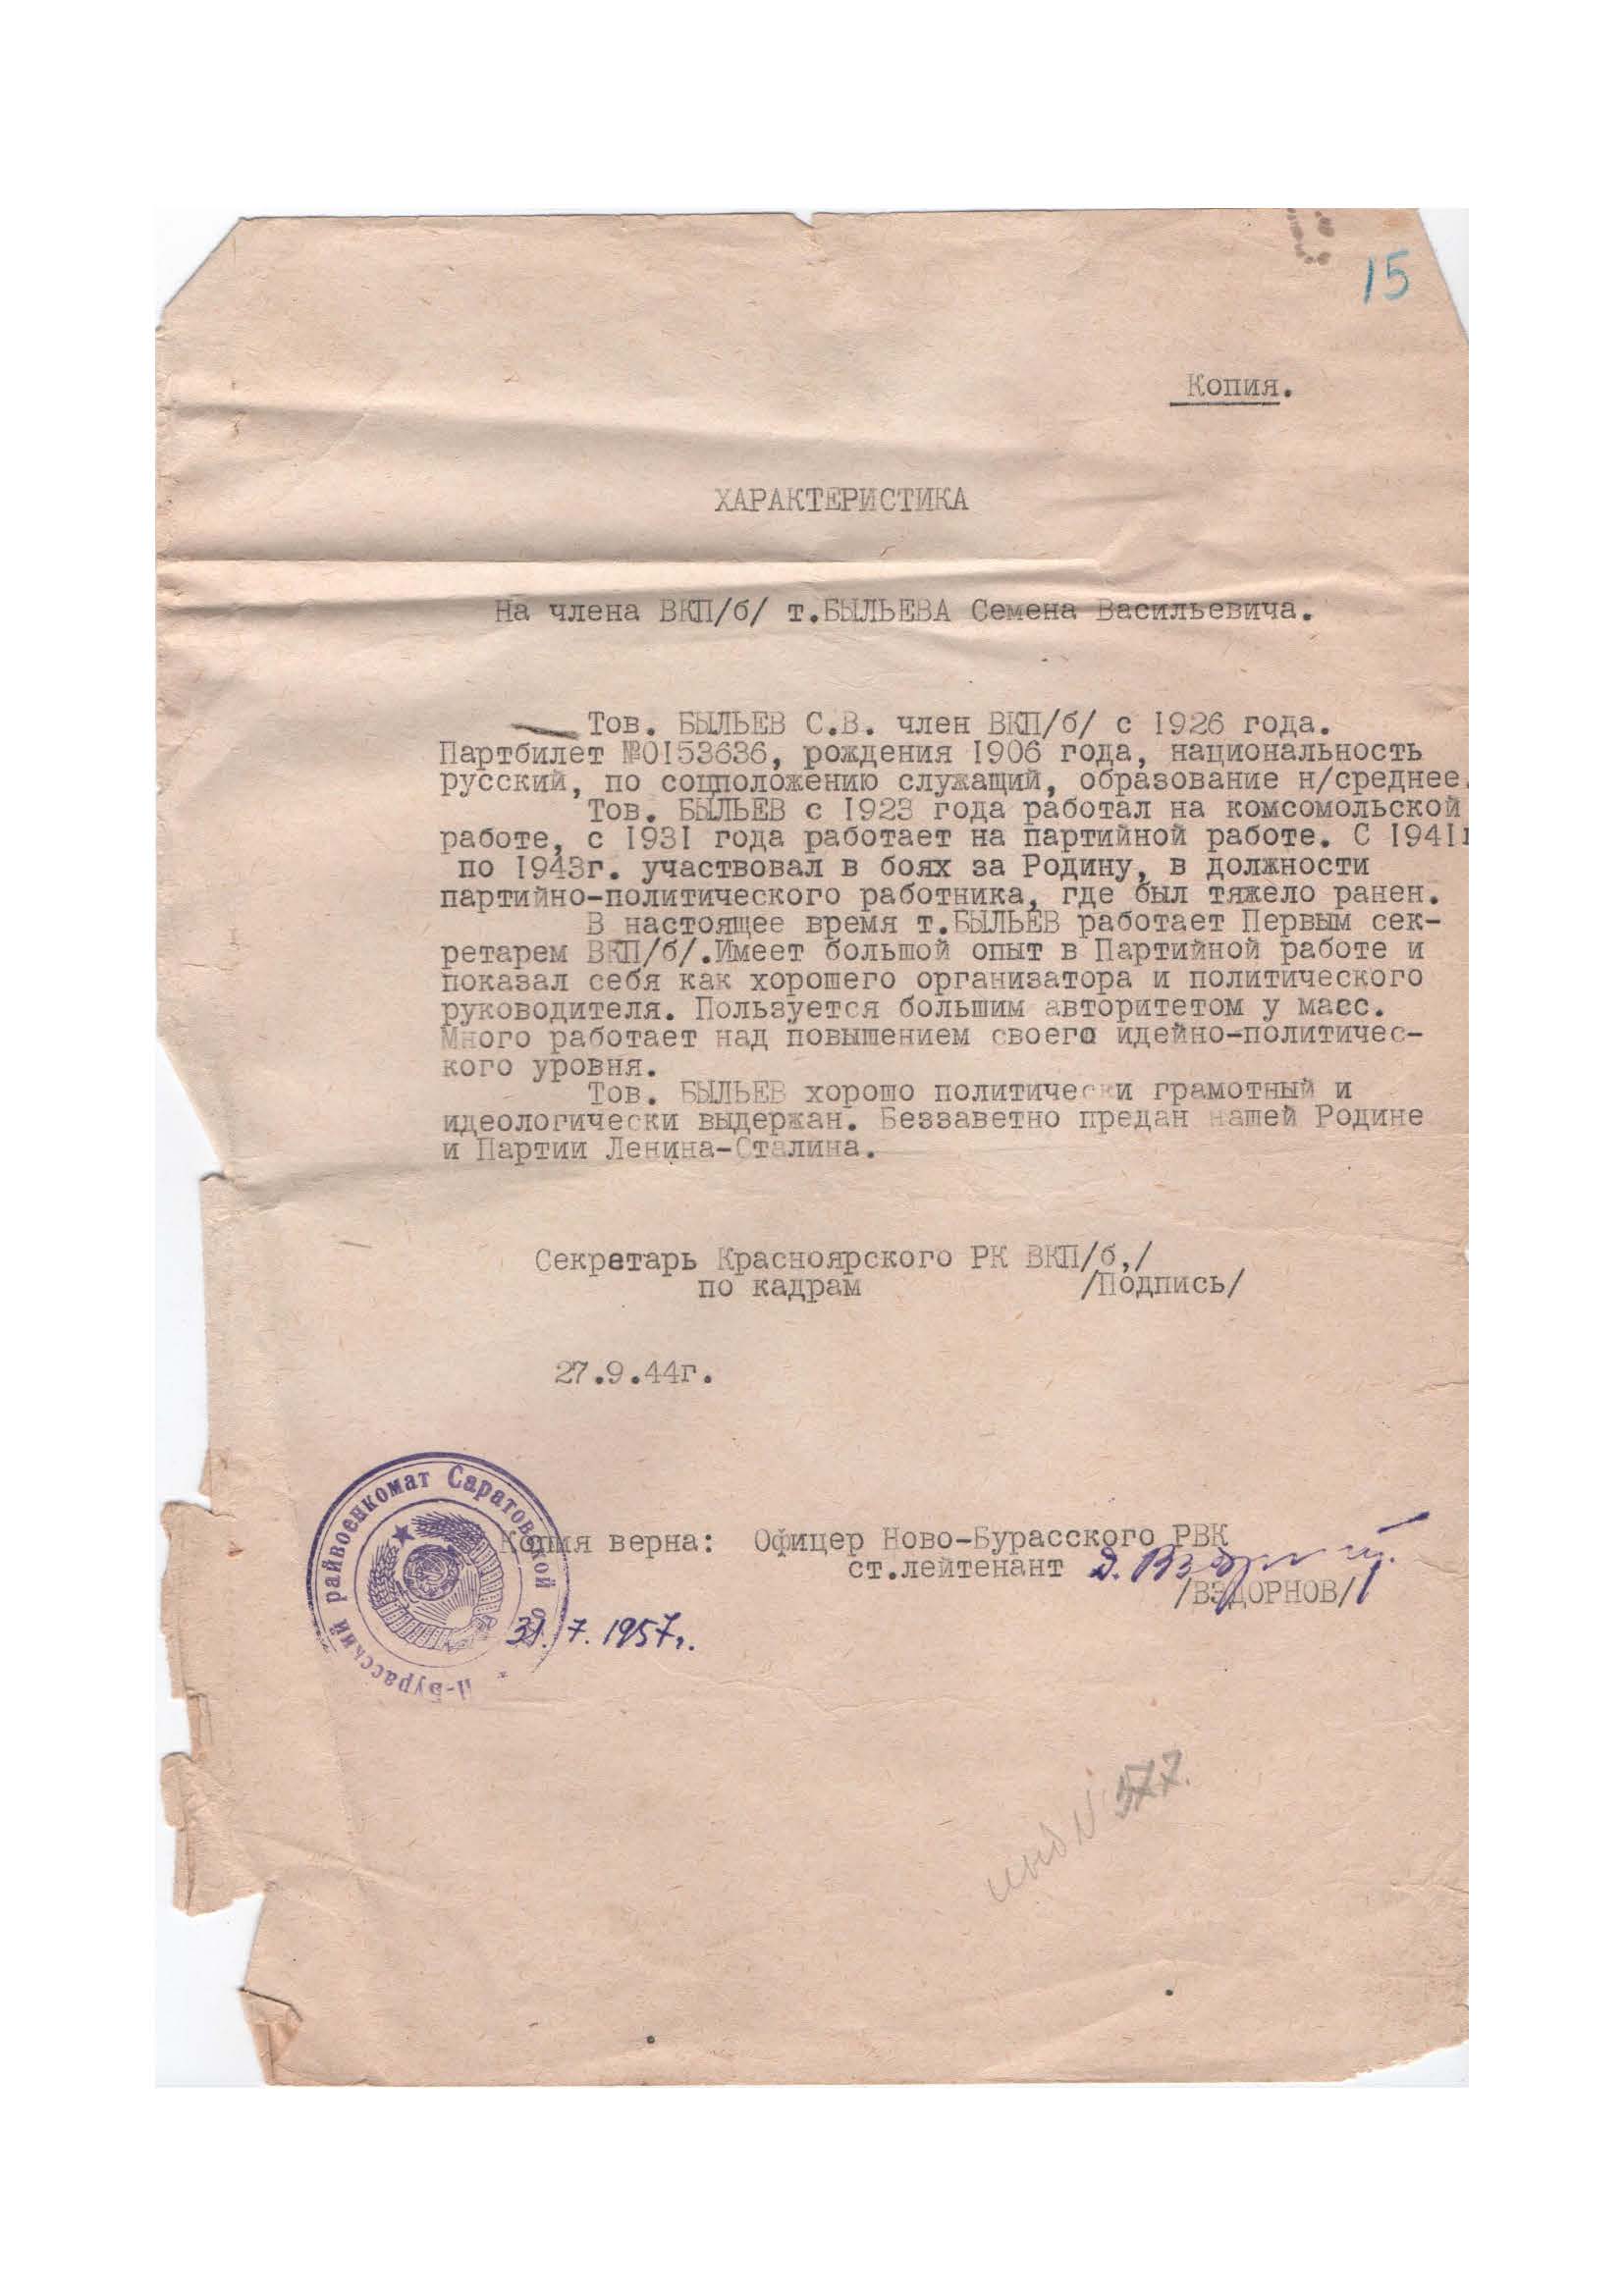 15
Копия.
ХАРАКТЕРИСТИКА
На члена ВКП/б/ т.БЫЛЬЕВА Семена Васильевича.
Тов. БЫЛЬЕВ С.В. член ВКП/б/ с 1926 года.
Партбилет №0153636, рождения 1906 года, национальность
русский, по соцположению служащий, образование н/среднее.
Тов. БЫЛЬЕВ с 1923 года работал на комсомольской
работе, с 1931 года работает на партийной работе. С 1941г
по 1943г. участвовал в боях за Родину, в должности
партийно-политического работника, где был тяжело ранен.
В настоящее время т.БЫЛЬЕВ работает Первым сек-
ретарем ВКП/б/.Имеет большой опыт в Партийной работе и
показал себя как хорошего организатора и политического
руководителя. Пользуется большим авторитетом у масс.
Много работает над повышением своего идейно-политичес-
кого уровня.
Тов. БЫЛЬЕВ хорошо политически грамотный и
идеологически выдержан. Беззаветно предан нашей Родине
и Партии Ленина-Сталина.
Секретарь Красноярского РК ВКП/б,/
по кадрам /Подпись/
27.9.44г.
Н-Бурасский райвоенкомат Саратовской
Копия верна: Офицер Ново-Бурасского РВК
ст.лейтенант
/ВЗДОРНОВ/
31.7.1957г.